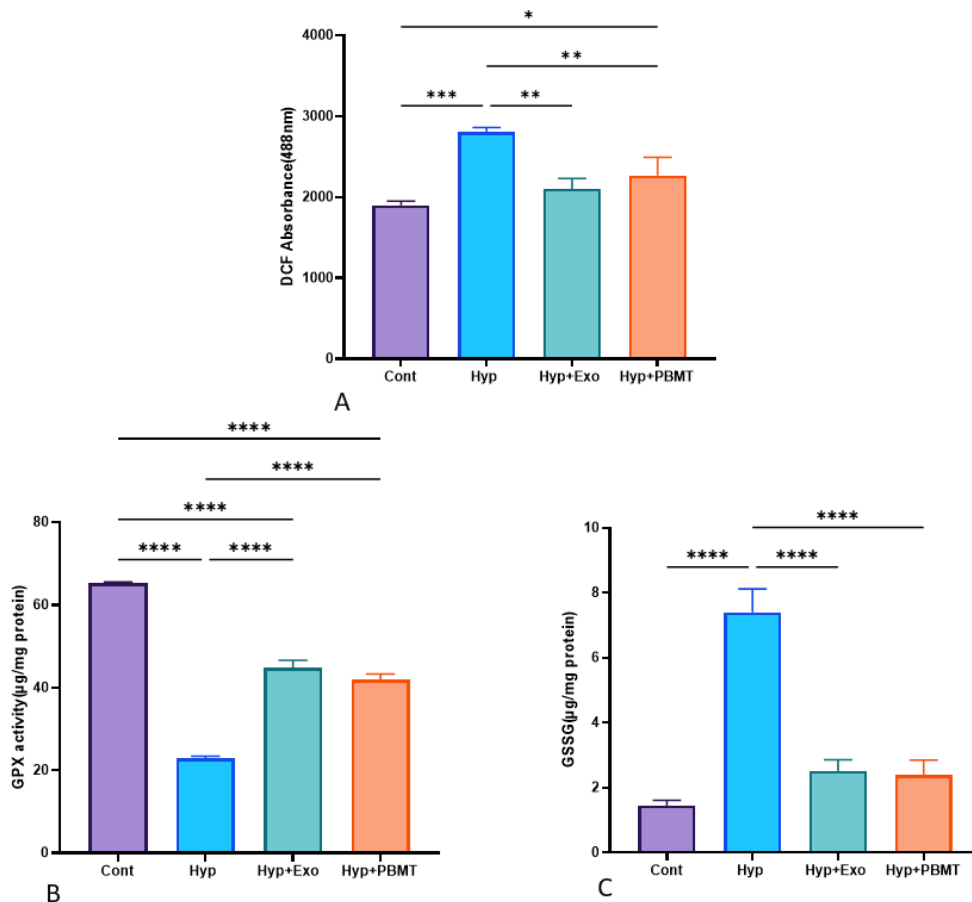 *
**
*** **
4000
3000
2000
1000
0
DCF Absorbance(488nm)
Cont Hyp Hyp+Exo Hyp+PBMT
A
****
****
****
**** ****
80
60
40
20
0
GPX activity(µg/mg protein)
Cont Hyp Hyp+Exo Hyp+PBMT
B
****
**** ****
10
8
6
4
2
0
GSSG(µg/mg protein)
Cont Hyp Hyp+Exo Hyp+PBMT
C